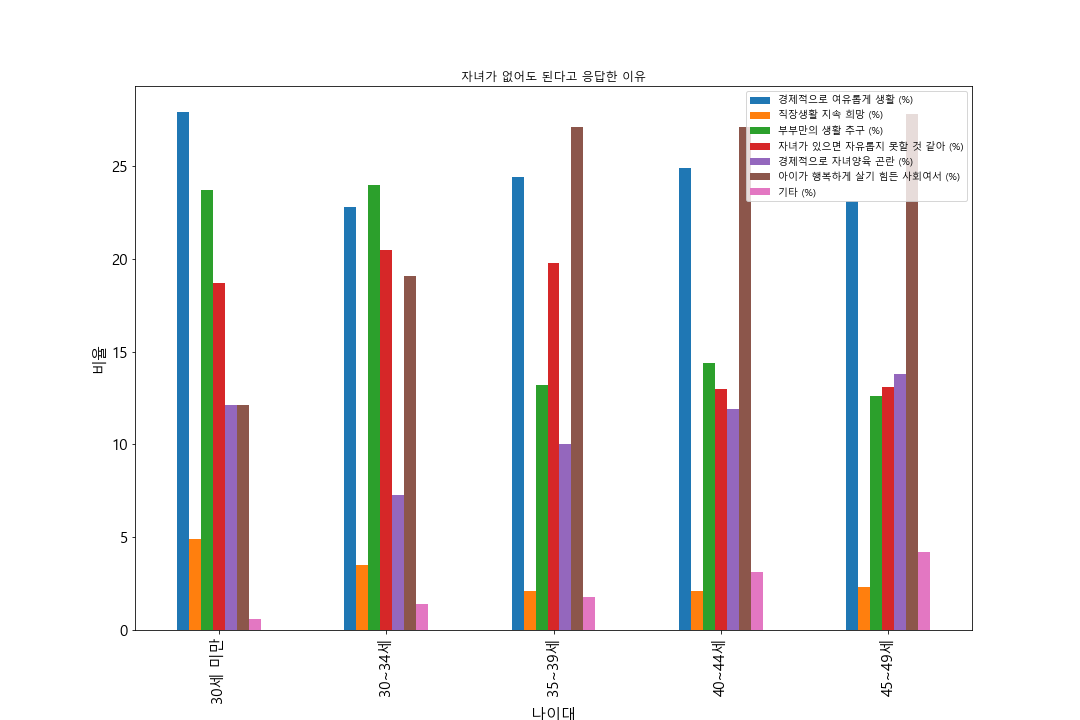 자녀가 없어도 된다고 응답한 이유
경제적으로 여유롭게 생활 (%)
직장생활 지속 희망 (%)
부부만의 생활 추구 (%)
자녀가 있으면 자유롭지 못할 것 같아 (%)
경제적으로 자녀양육 곤란 (%)
아이가 행복하게 살기 힘든 사회여서 (%)
기타 (%)
비율
25
20
15
10
5
0
30세 미만
30~34세
35~39세
40~44세
45~49세
나이대